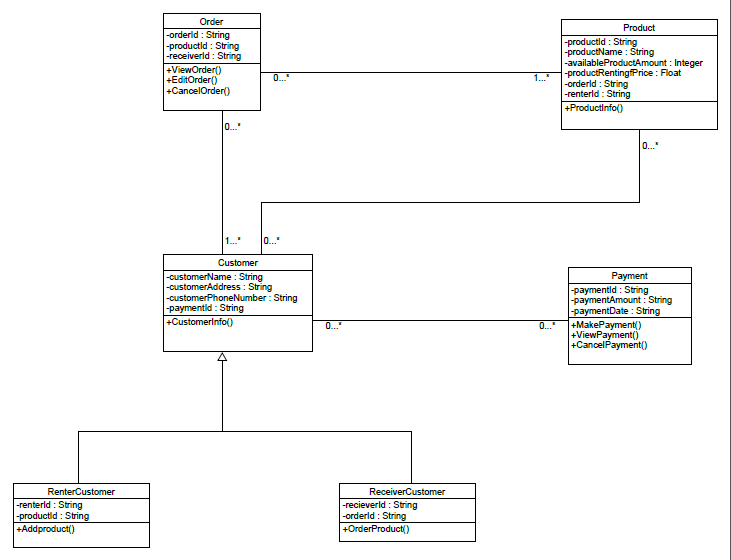 Order
-orderId : String
-productId : String
-receiverId : String
+ViewOrder()
+EditOrder()
+CancelOrder()
Product
-productId : String
-productName : String
-availableProductAmount : Integer
-productRentingfPrice : Float
-orderId : String
-renterId : String
+ProductInfo()
0...*
1...*
0...*
0...*
1...*
0...*
Customer
-customerName : String
-customerAddress : String
-customerPhoneNumber : String
-paymentId : String
+CustomerInfo()
Payment
-paymentId : String
-paymentAmount : String
-paymentDate : String
+MakePayment()
+ViewPayment()
+CancelPayment()
0...*
0...*
RenterCustomer
-renterId : String
-productId : String
+Addproduct()
ReceiverCustomer
-recieverId : String
-orderId : String
+OrderProduct()